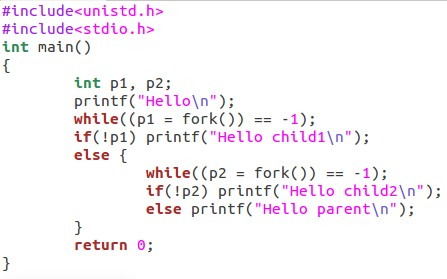 #include<unistd.h>
#include<stdio.h>
int main()
{
        int p1, p2;
        printf("Hello\n");
        while((p1 = fork()) == -1);
        if(!p1) printf("Hello child1\n");
        else {
                while((p2 = fork()) == -1);
                if(!p2) printf("Hello child2\n");
                else printf("Hello parent\n");
        }
        return 0;
}